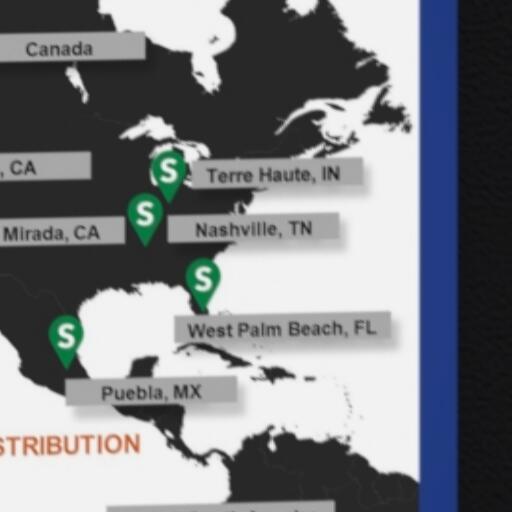 Canada
, CA
S
Terre Haute, IN
Mirada, CA
S
Nashville, TN
S
West Palm Beach, FL
S
Puebla, MX
STRIBUTION